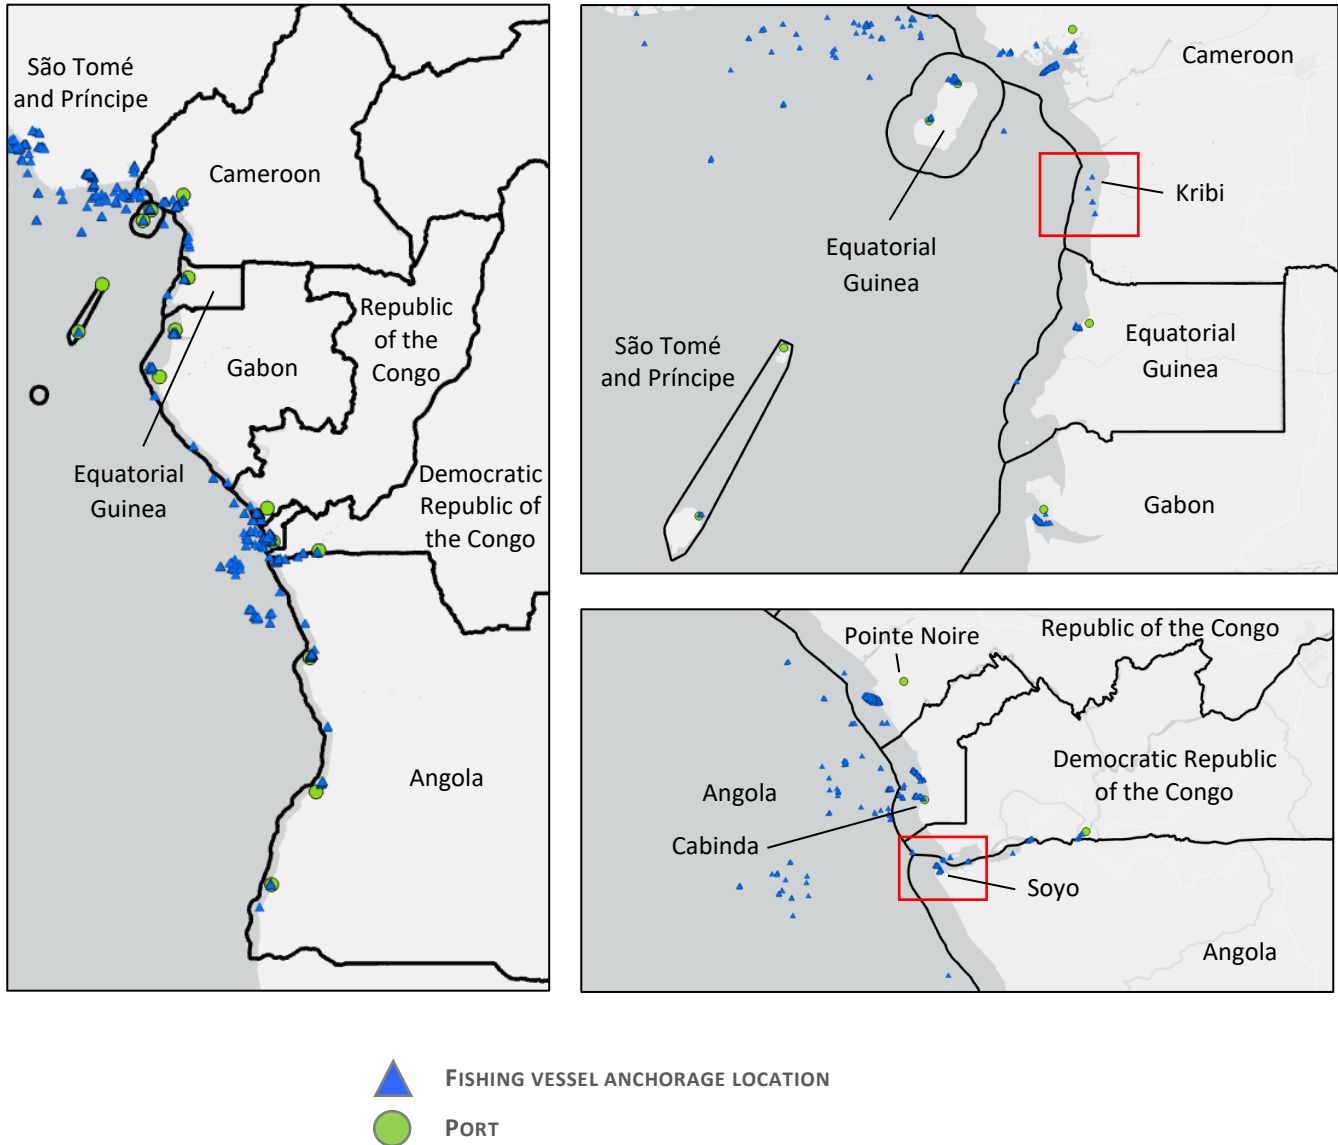 São Tomé
and Príncipe
Cameroon
Gabon
Republic
of the
Congo
Equatorial
Guinea
Democratic
Republic of
the Congo
Angola
Cameroon
Kribi
Equatorial
Guinea
São Tomé
and Príncipe
Equatorial
Guinea
Gabon
Pointe Noire
Republic of the Congo
Democratic Republic
of the Congo
Angola
Cabinda
Soyo
Angola
FISHING VESSEL ANCHORAGE LOCATION
PORT